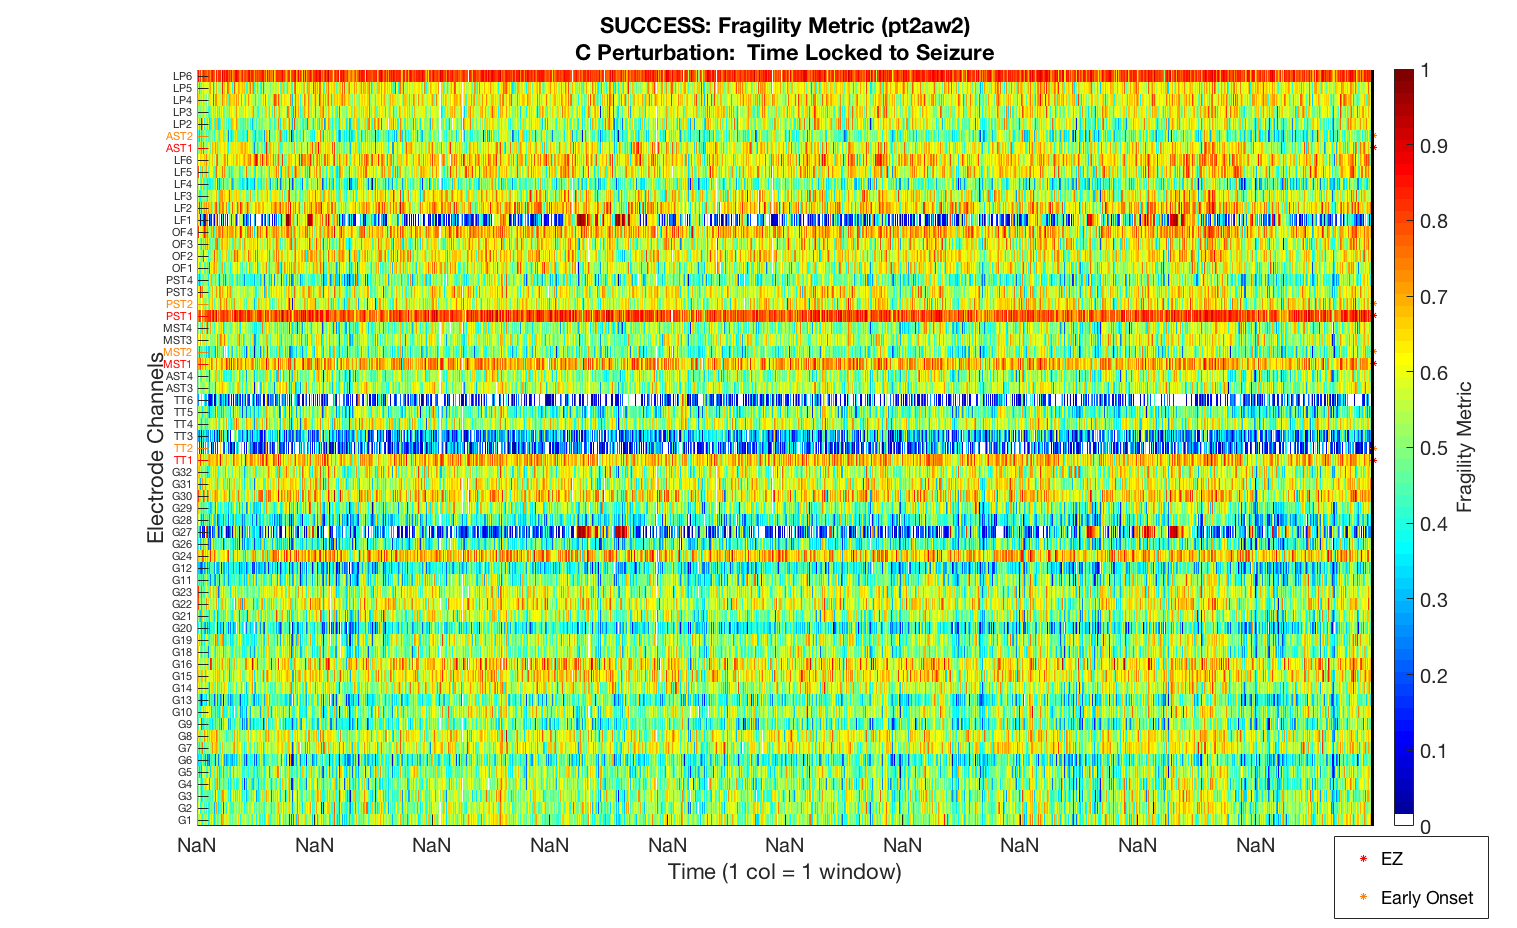 SUCCESS: Fragility Metric (pt2aw2)
C Perturbation: Time Locked to Seizure
LP6
LP5
LP4
LP3
LP2
AST2
AST1
LF6
LF5
LF4
LF3
LF2
LF1
OF4
OF3
OF2
OF1
PST4
PST3
PST2
PST1
MST4
MST3
MST2
MST1
AST4
AST3
TT6
TT5
TT4
TT3
TT2
TT1
G32
G31
G30
G29
G28
G27
G26
G24
G12
G11
G23
G22
G21
G20
G19
G18
G16
G15
G14
G13
G10
G9
G8
G7
G6
G5
G4
G3
G2
G1
Electrode Channels
NaN NaN NaN NaN NaN NaN NaN NaN NaN NaN
Time (1 col = 1 window)
1
0.9
0.8
0.7
0.6
0.5
0.4
0.3
0.2
0.1
0
Fragility Metric
EZ
Early Onset